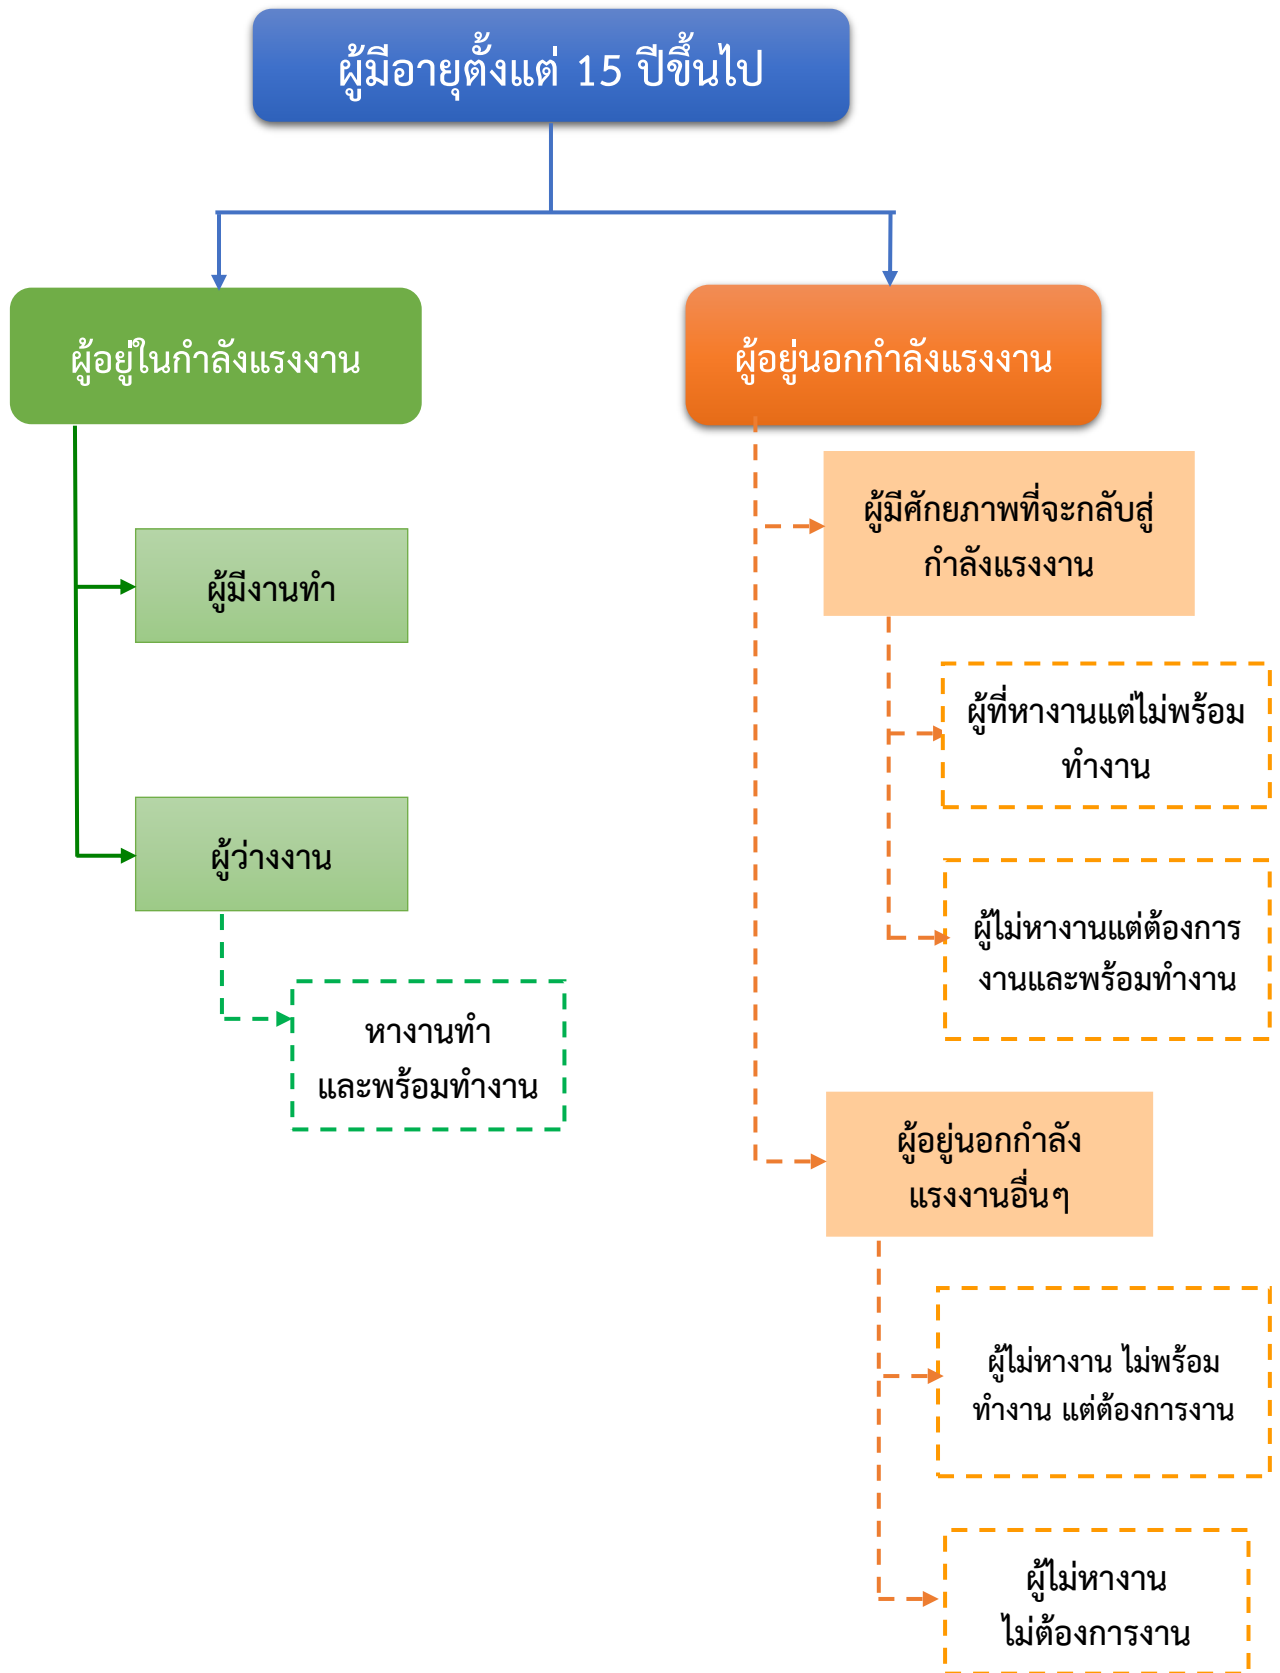 ผู้มีอายุตั้งแต่ 15 ปีขึ้นไป
ผู้อยู่ในกำลังแรงงาน
ผู้มีงานทำ
ผู้ว่างงาน
หางานทำ
และพร้อมทำงาน
ผู้อยู่นอกกำลังแรงงาน
ผู้มีศักยภาพที่จะกลับสู่
กำลังแรงงาน
ผู้ที่หางานแต่ไม่พร้อม
ทำงาน
ผู้ไม่หางานแต่ต้องการ
งานและพร้อมทำงาน
ผู้อยู่นอกกำลัง
แรงงานอื่นๆ
ผู้ไม่หางาน ไม่พร้อม
ทำงาน แต่ต้องการงาน
ผู้ไม่หางาน
ไม่ต้องการงาน